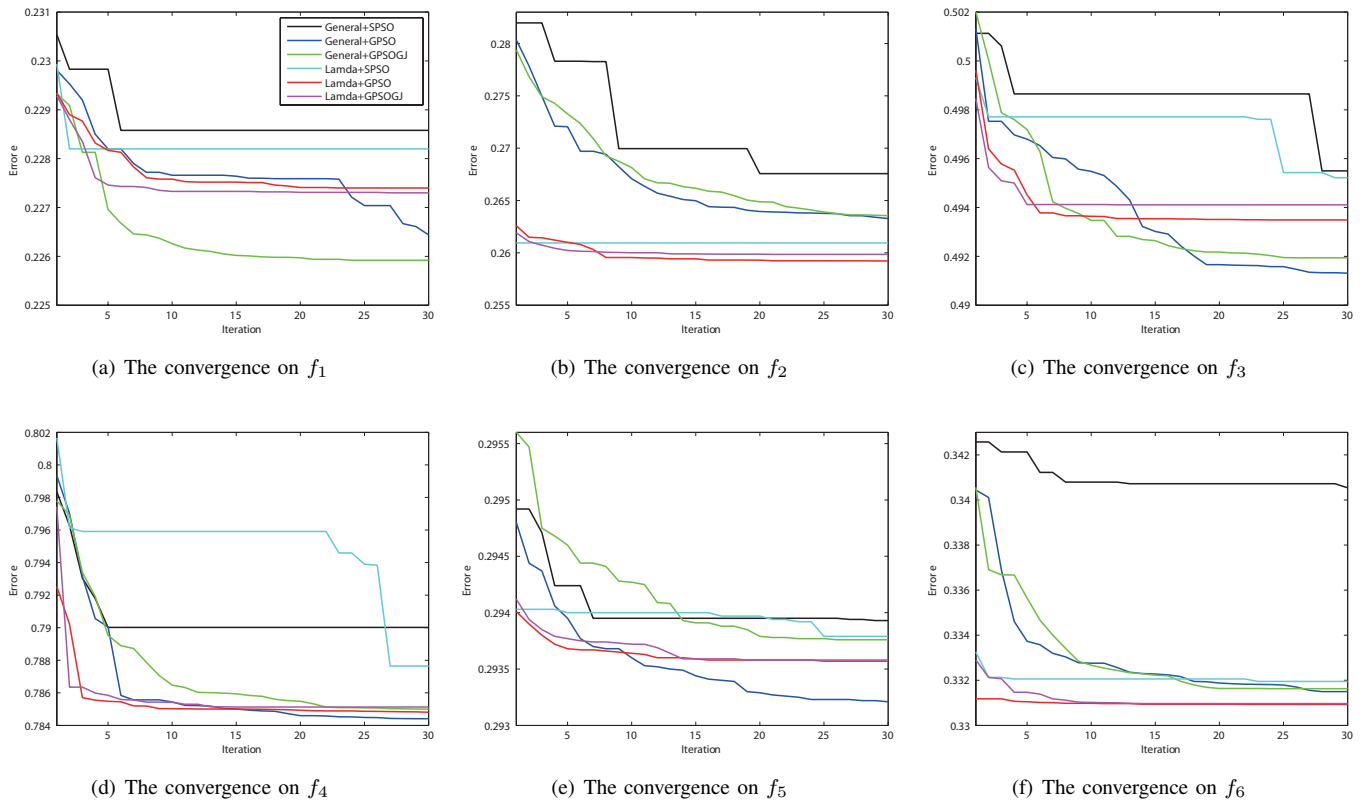 0.231
0.23
0.229
0.228
0.227
0.226
0.225
5 10 15 20 25 30
Error e
Iteration
General+SPSO
General+GPSO
General+GPSOGJ
Lamda+SPSO
Lamda+GPSO
Lamda+GPSOGJ
(a) The convergence on f1
0.28
0.275
0.27
0.265
0.26
0.255
5 10 15 20 25 30
Error e
Iteration
(b) The convergence on f2
0.502
0.5
0.498
0.496
0.494
0.492
0.49
5 10 15 20 25 30
Error e
Iteration
(c) The convergence on f3
0.802
0.8
0.798
0.796
0.794
0.792
0.79
0.788
0.786
0.784
5 10 15 20 25 30
Error e
Iteration
(d) The convergence on f4
0.2955
0.295
0.2945
0.294
0.2935
0.293
5 10 15 20 25 30
Error e
Iteration
(e) The convergence on f5
0.342
0.34
0.338
0.336
0.334
0.332
0.33
5 10 15 20 25 30
Error e
Iteration
(f) The convergence on f6